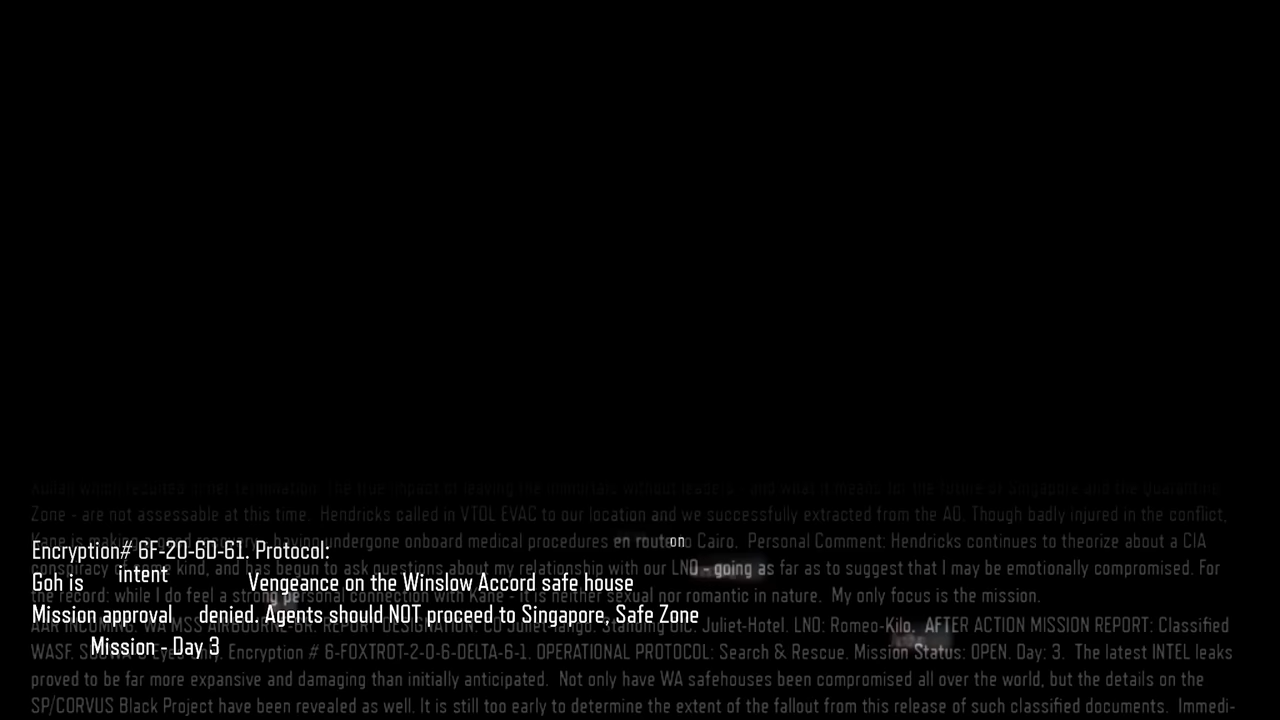 Zone - are not assessable at this time. Hendricks called in VTOL EVAC to our location and we successfully extracted from the AO. Though badly injured in the conflict,
Kane is making a good recovery, having undergone onboard medical procedures en route to Cairo. Personal Comment: Hendricks continues to theorize about a CIA
on
Encryption# 6F-20-6D-61. Protocol:
conspiracy of some kind, and has begun to ask questions about my relationship with our LNO - going as far as to suggest that I may be emotionally compromised. For
intent
Goh is Vengeance on the Winslow Accord safe house
the record: while I do feel a strong personal connection with Kane - it is neither sexual nor romantic in nature. My only focus is the mission.
Mission approval denied. Agents should NOT proceed to Singapore, Safe Zone
AAR INCOMING. WA MSS AIRBOURNE-6R. REPORT DESIGNATION: CO Juliet-Tango. Standing OIC: Juliet-Hotel. LNO: Romeo-Kilo. AFTER ACTION MISSION REPORT: Classified
Mission - Day 3
WASF. Eyes Only. Encryption # 6-FOXTROT-2-0-6-DELTA-6-1. OPERATIONAL PROTOCOL: Search & Rescue. Mission Status: OPEN. Day: 3. The latest INTEL leaks
proved to be far more expansive and damaging than initially anticipated. Not only have WA safehouses been compromised all over the world, but the details on the
SP/CORVUS Black Project have been revealed as well. It is still too early to determine the extent of the fallout from this release of such classified documents. Immedi-